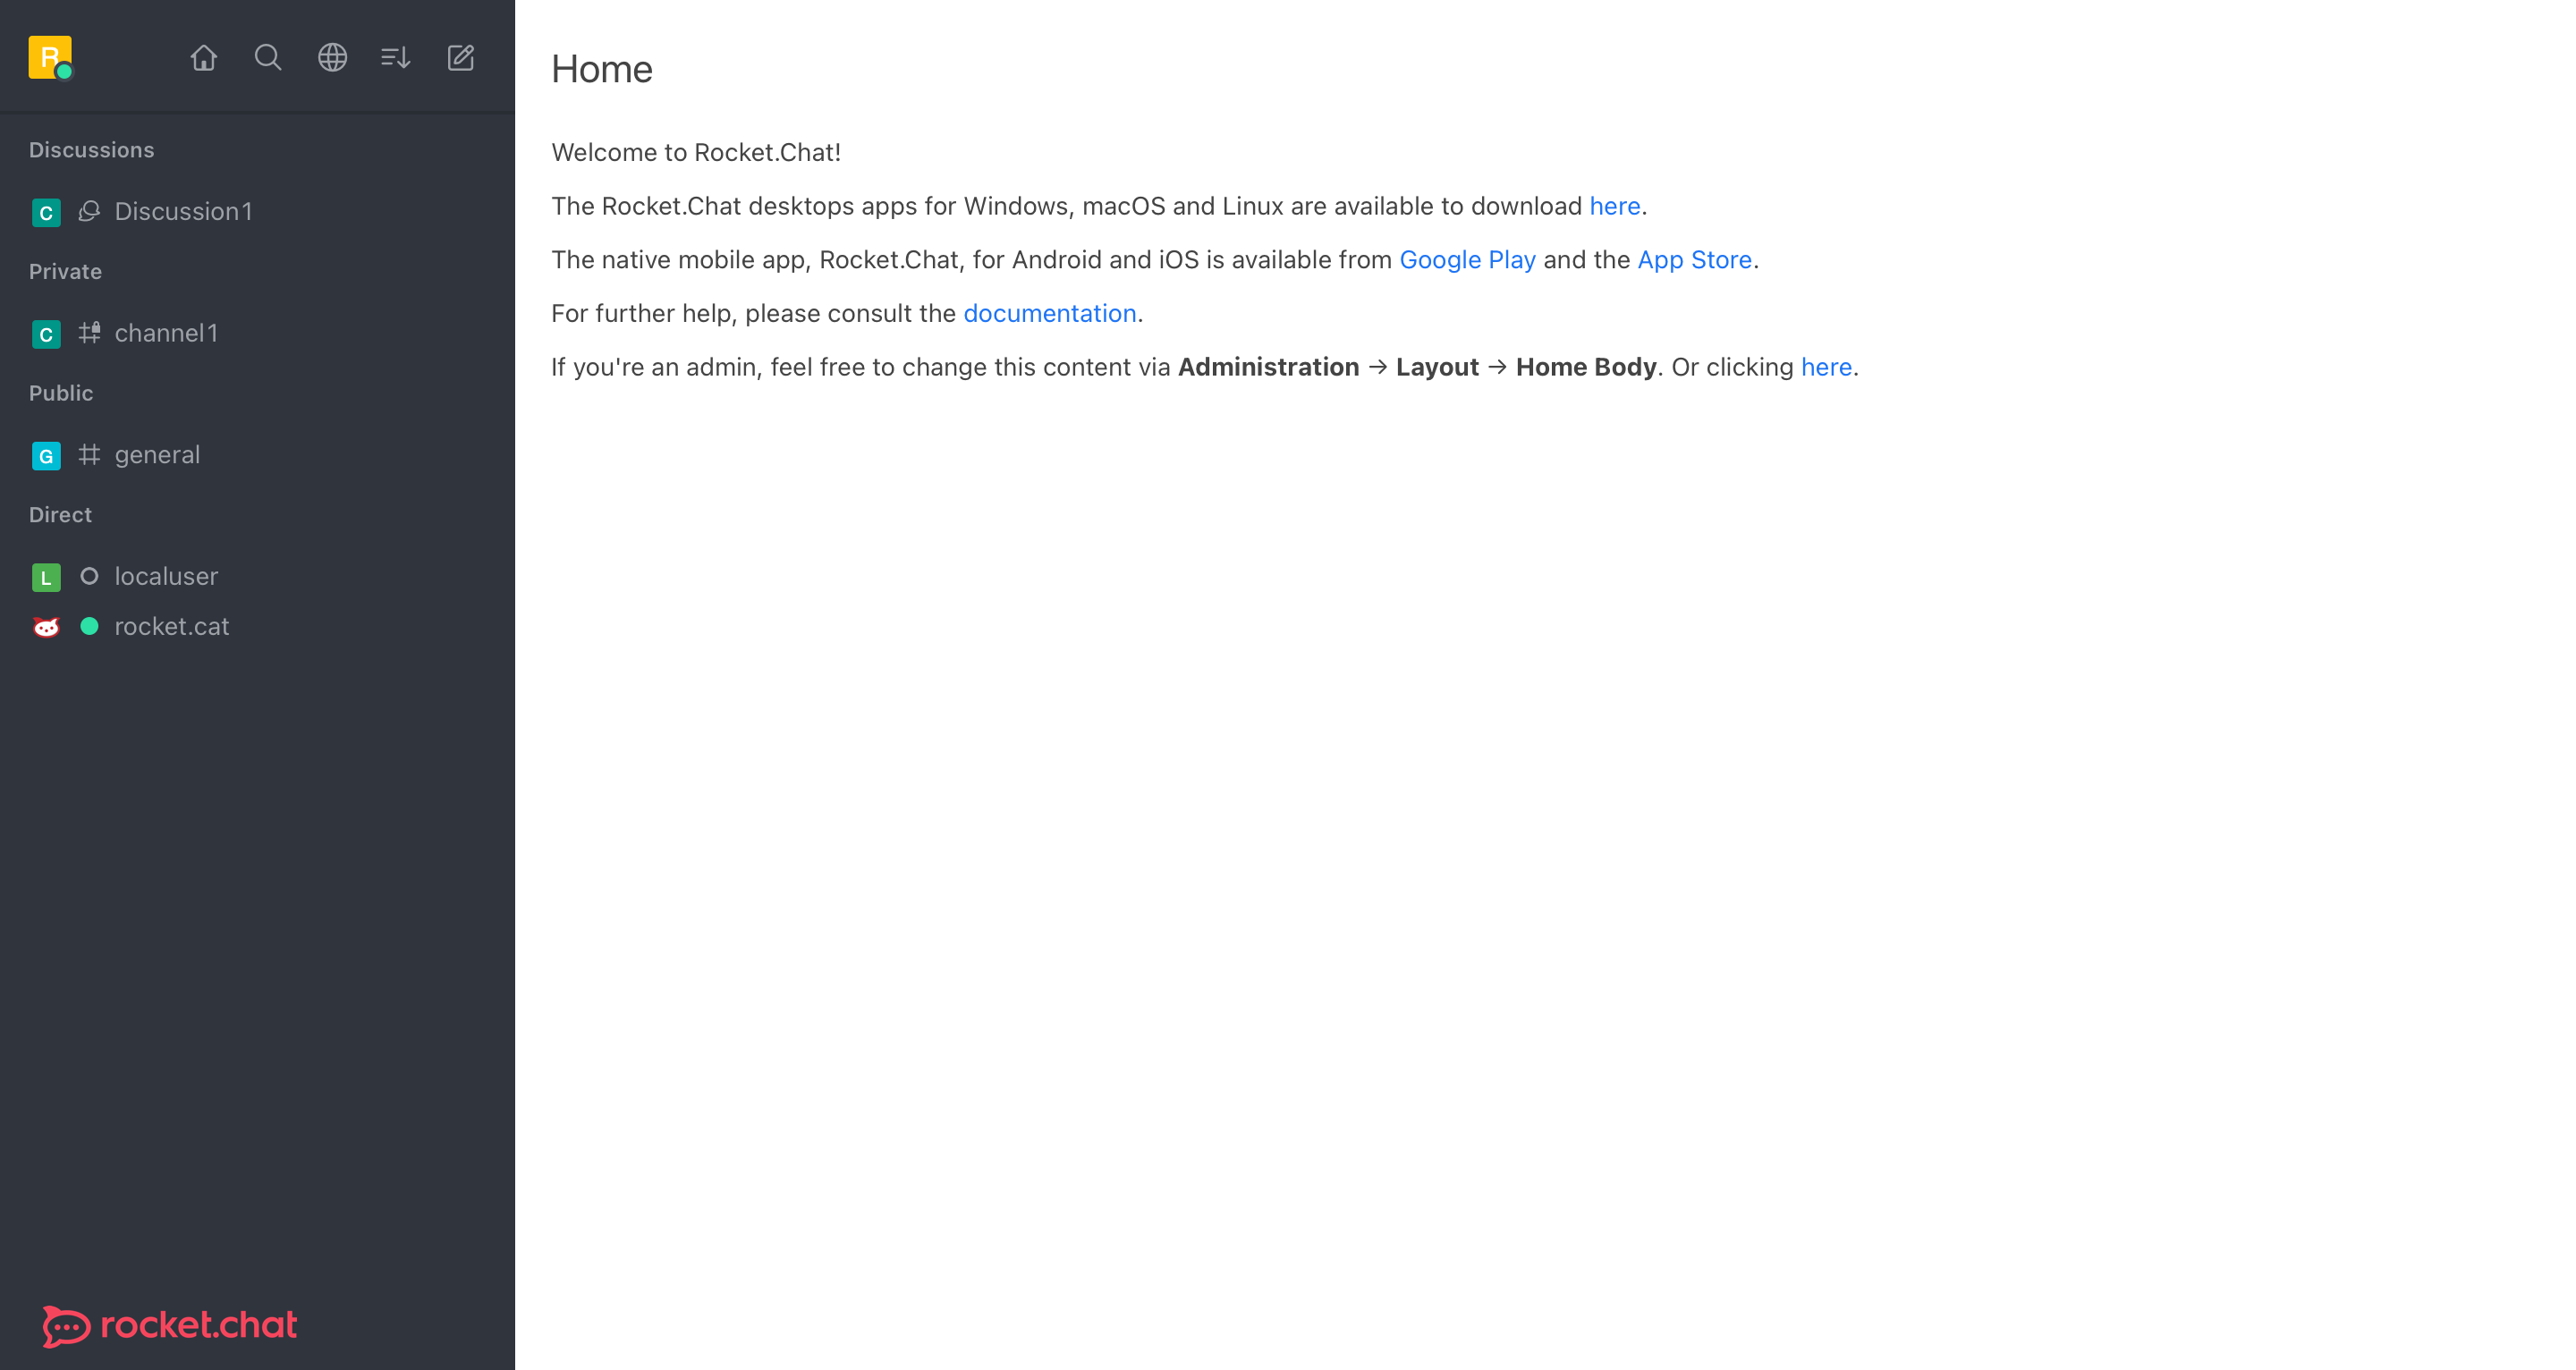 R
Discussions
C Discussion1
Private
C channel1
Public
G general
Direct
L localuser
rocket.cat
rocket.chat
Home
Welcome to Rocket.Chat!
The Rocket.Chat desktops apps for Windows, macOS and Linux are available to download here.
The native mobile app, Rocket.Chat, for Android and iOS is available from Google Play and the App Store.
For further help, please consult the documentation.
If you're an admin, feel free to change this content via Administration → Layout → Home Body. Or clicking here.